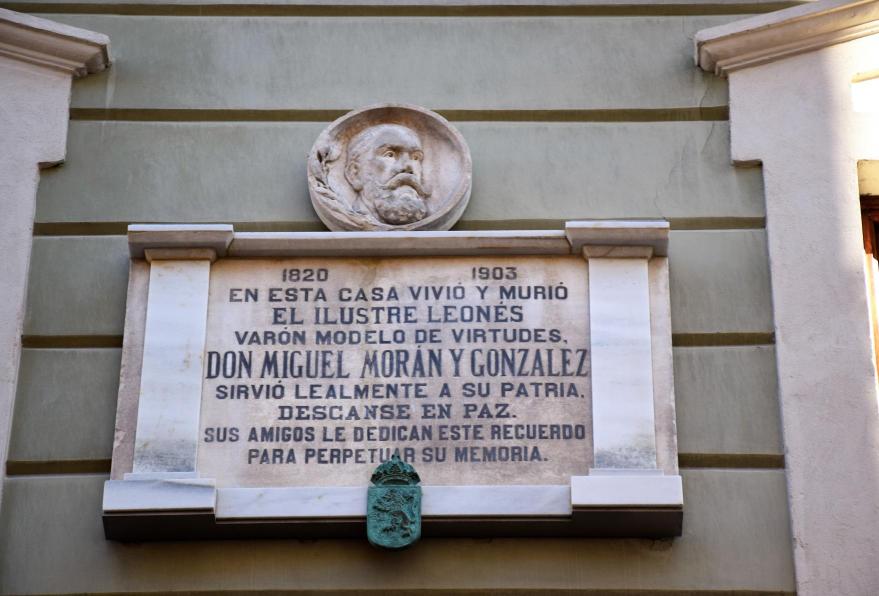 1820 1903
EN ESTA CASA VIVIÓ Y MURIÓ
EL ILUSTRE LEONÉS
VARÓN MODELO DE VIRTUDES,
DON MIGUEL MORÁN Y GONZALEZ
SIRVIÓ LEALMENTE A SU PATRIA.
DESCANSE EN PAZ.
SUS AMIGOS LE DEDICAN ESTE RECUERDO
PARA PERPETUAR SU MEMORIA.